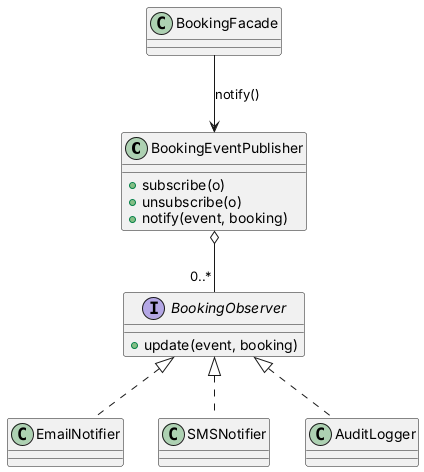 C BookingFacade
notify()
C BookingEventPublisher
subscribe(o)
unsubscribe(o)
notify(event, booking)
0..*
I BookingObserver
update(event, booking)
C EmailNotifier
C SMSNotifier
C AuditLogger